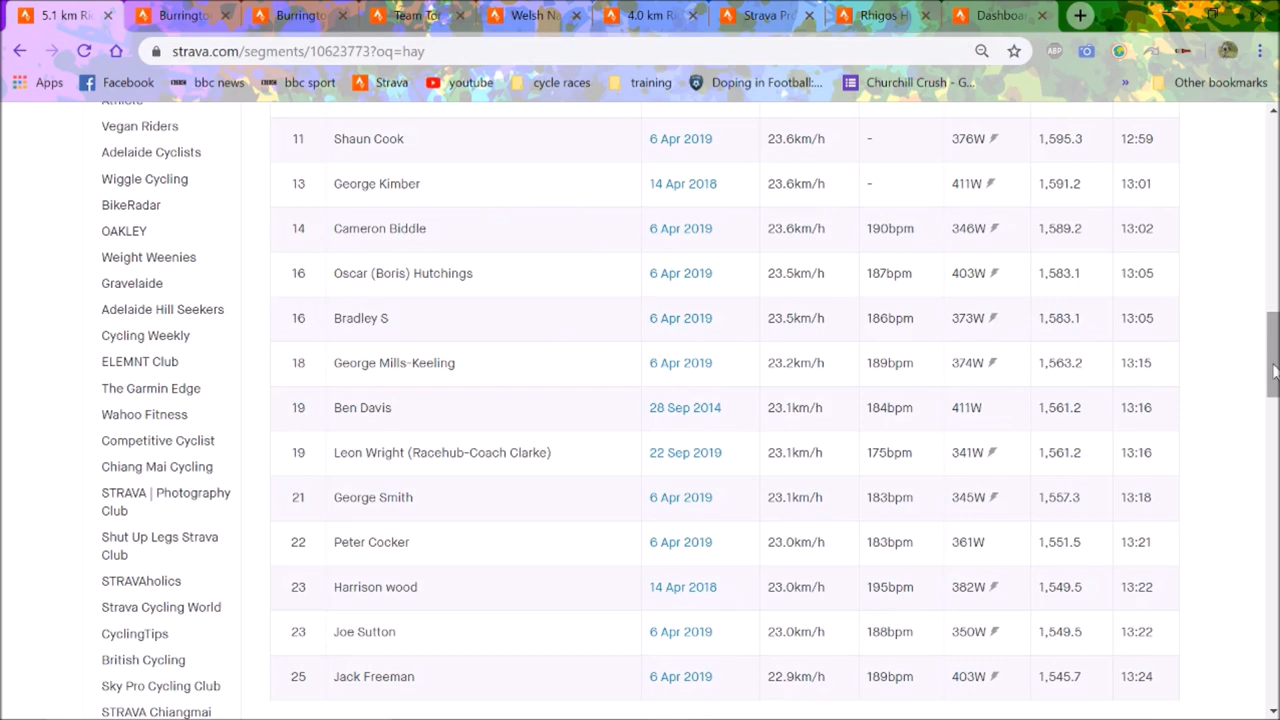 5.1 km Ri
Burringto
Burringto
Team Tor
Welsh Na
4.0 km Ri
Strava Pro
Rhigos H
Dashboa
strava.com/segments/10623773?oq=hay
ABP
Apps
Facebook
BBC bbc news
BBC bbc sport
Strava
youtube
cycle races
training
Doping in Football:...
Churchill Crush - G...
»
Other bookmarks
Athlete
Vegan Riders
Adelaide Cyclists
Wiggle Cycling
BikeRadar
OAKLEY
Weight Weenies
Gravelaide
Adelaide Hill Seekers
Cycling Weekly
ELEMNT Club
The Garmin Edge
Wahoo Fitness
Competitive Cyclist
Chiang Mai Cycling
STRAVA | Photography
Club
Shut Up Legs Strava
Club
STRAVAholics
Strava Cycling World
CyclingTips
British Cycling
Sky Pro Cycling Club
STRAVA Chiangmai
11 Shaun Cook 6 Apr 2019 23.6km/h - 376W 1,595.3 12:59
13 George Kimber 14 Apr 2018 23.6km/h - 411W 1,591.2 13:01
14 Cameron Biddle 6 Apr 2019 23.6km/h 190bpm 346W 1,589.2 13:02
16 Oscar (Boris) Hutchings 6 Apr 2019 23.5km/h 187bpm 403W 1,583.1 13:05
16 Bradley S 6 Apr 2019 23.5km/h 186bpm 373W 1,583.1 13:05
18 George Mills-Keeling 6 Apr 2019 23.2km/h 189bpm 374W 1,563.2 13:15
19 Ben Davis 28 Sep 2014 23.1km/h 184bpm 411W 1,561.2 13:16
19 Leon Wright (Racehub-Coach Clarke) 22 Sep 2019 23.1km/h 175bpm 341W 1,561.2 13:16
21 George Smith 6 Apr 2019 23.1km/h 183bpm 345W 1,557.3 13:18
22 Peter Cocker 6 Apr 2019 23.0km/h 183bpm 361W 1,551.5 13:21
23 Harrison wood 14 Apr 2018 23.0km/h 195bpm 382W 1,549.5 13:22
23 Joe Sutton 6 Apr 2019 23.0km/h 188bpm 350W 1,549.5 13:22
25 Jack Freeman 6 Apr 2019 22.9km/h 189bpm 403W 1,545.7 13:24